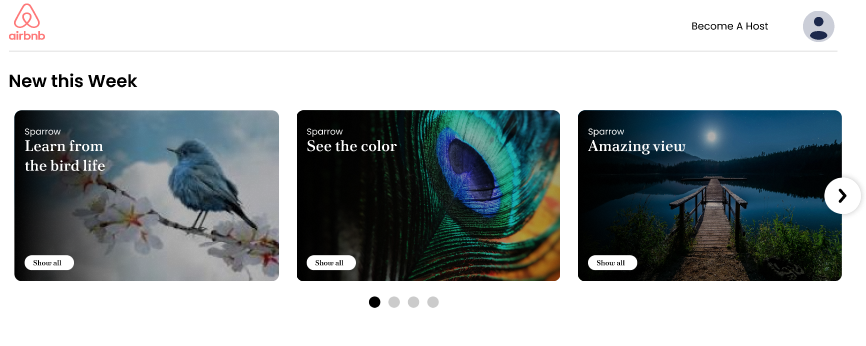 airbnb
Become A Host
New this Week
Sparrow
Learn from
the bird life
Show all
Sparrow
See the color
Show all
Sparrow
Amazing view
Show all